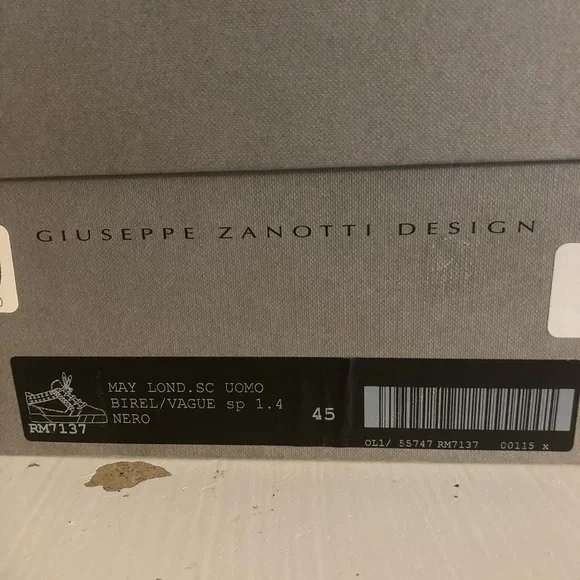 GIUSEPPE ZANOTTI DESIGN
MAY LOND.SC UOMO
BIREL/VAGUE sp 1.4
NERO
RM7137
45
OL1/ 55747 RM7137 00115 x